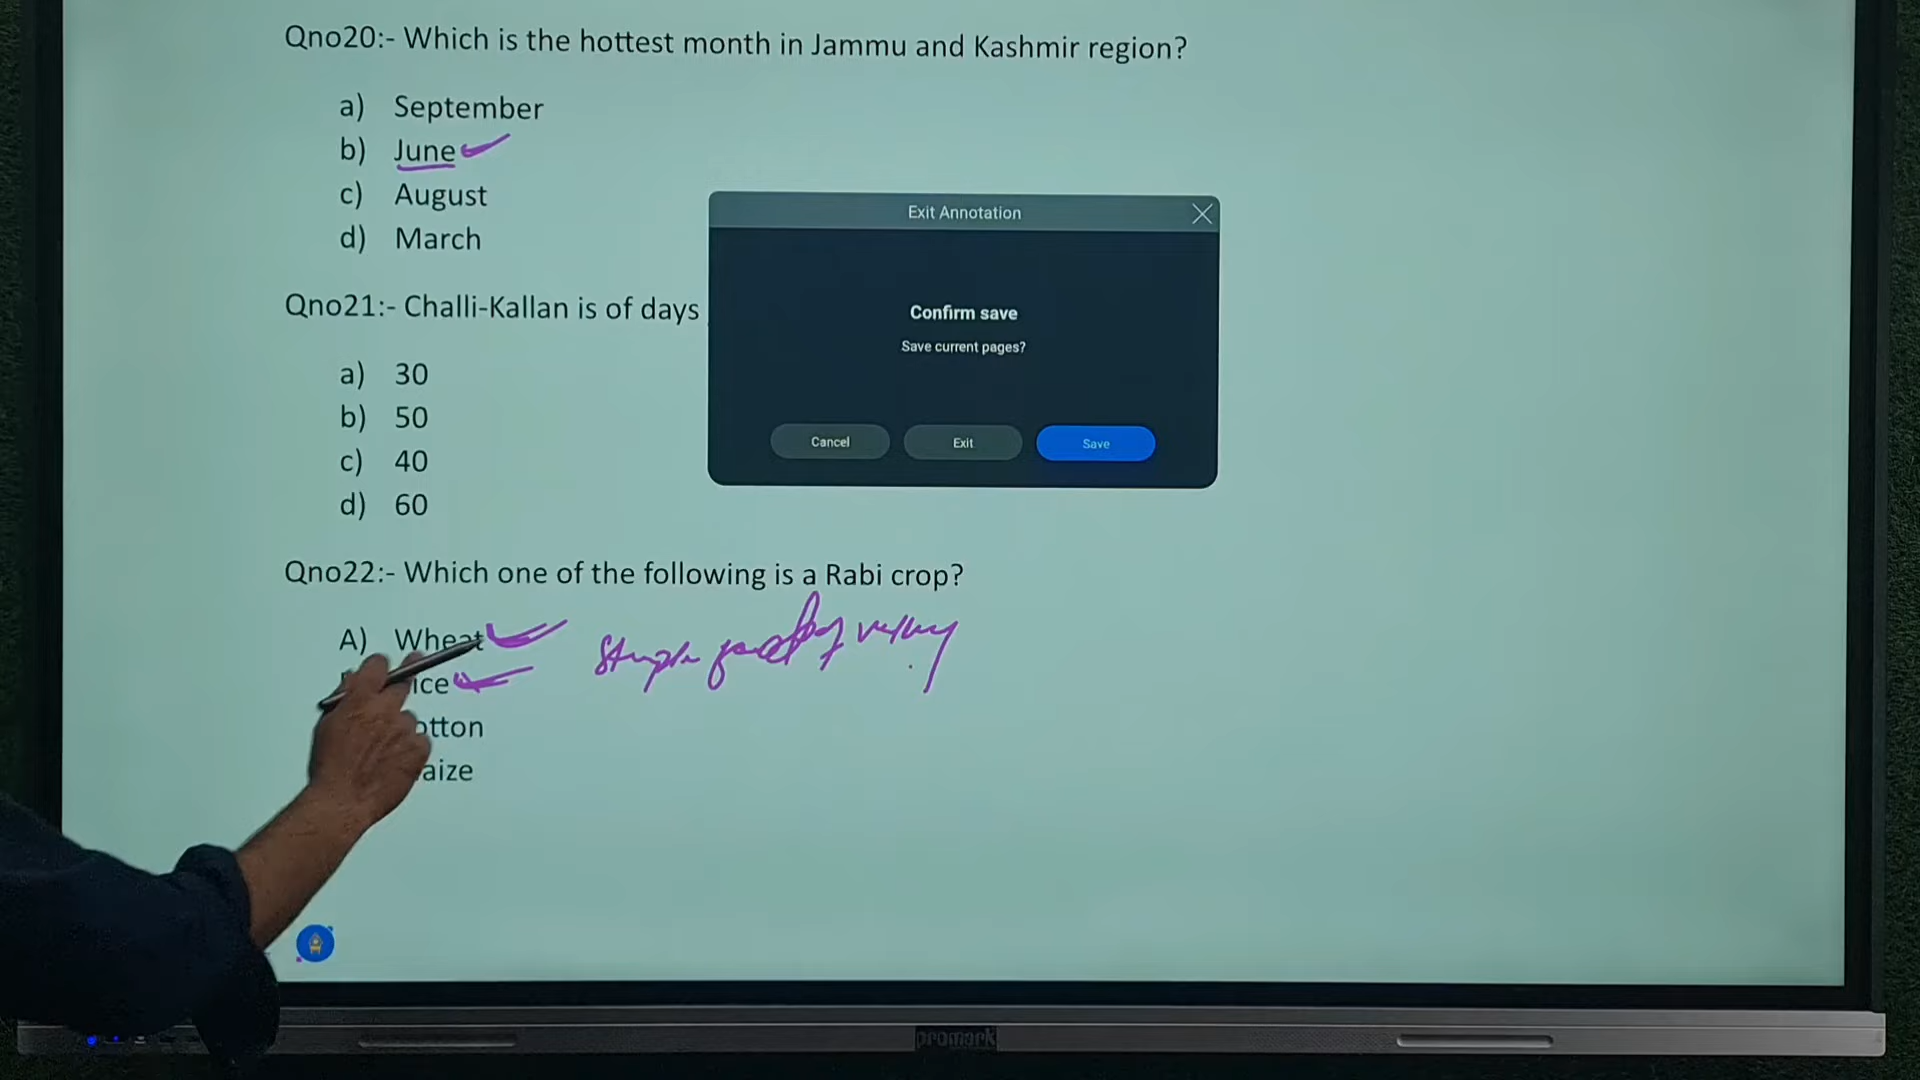 Qno20:- Which is the hottest month in Jammu and Kashmir region?
a) September
b) June
c) August
d) March
Exit Annotation
Confirm save
Save current pages?
Cancel Exit Save
Qno21:- Challi-Kallan is of days
a) 30
b) 50
c) 40
d) 60
Qno22:- Which one of the following is a Rabi crop?
A) Wheat
ice
otton
aize
promark